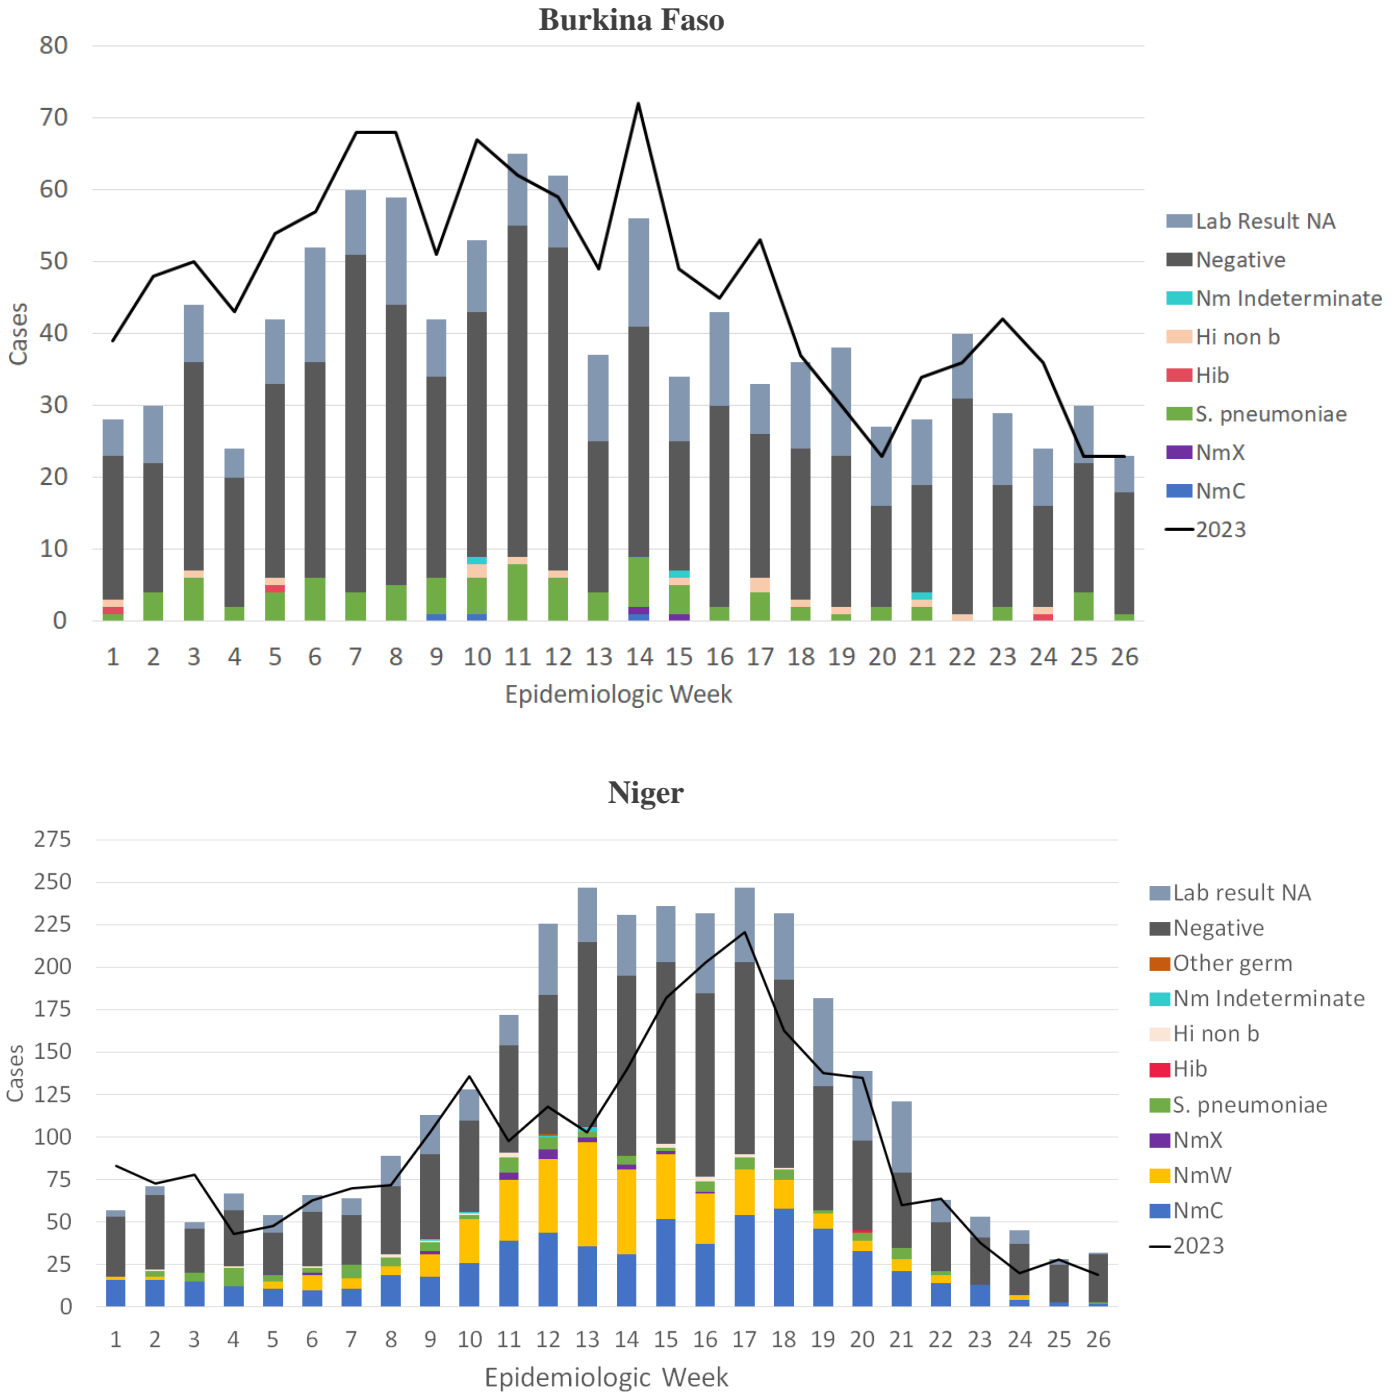 Burkina Faso
80
70
60
50
40
30
20
10
0
Cases
1 2 3 4 5 6 7 8 9 10 11 12 13 14 15 16 17 18 19 20 21 22 23 24 25 26
Epidemiologic Week
Lab Result NA
Negative
Nm Indeterminate
Hi non b
Hib
S. pneumoniae
NmX
NmC
2023
Niger
275
250
225
200
175
150
125
100
75
50
25
0
Cases
1 2 3 4 5 6 7 8 9 10 11 12 13 14 15 16 17 18 19 20 21 22 23 24 25 26
Epidemiologic Week
Lab result NA
Negative
Other germ
Nm Indeterminate
Hi non b
Hib
S. pneumoniae
NmX
NmW
NmC
2023